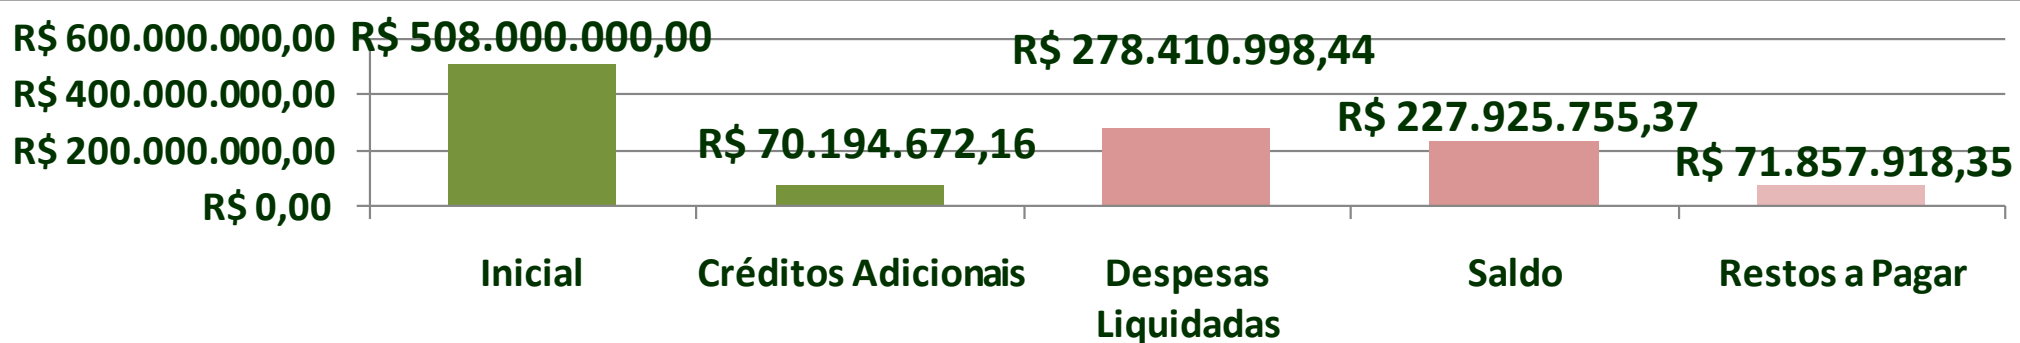 R$ 600.000.000,00
R$ 400.000.000,00
R$ 200.000.000,00
R$ 0,00
R$ 508.000.000,00
R$ 70.194.672,16
R$ 278.410.998,44
R$ 227.925.755,37
R$ 71.857.918,35
Inicial
Créditos Adicionais
Despesas
Liquidadas
Saldo
Restos a Pagar